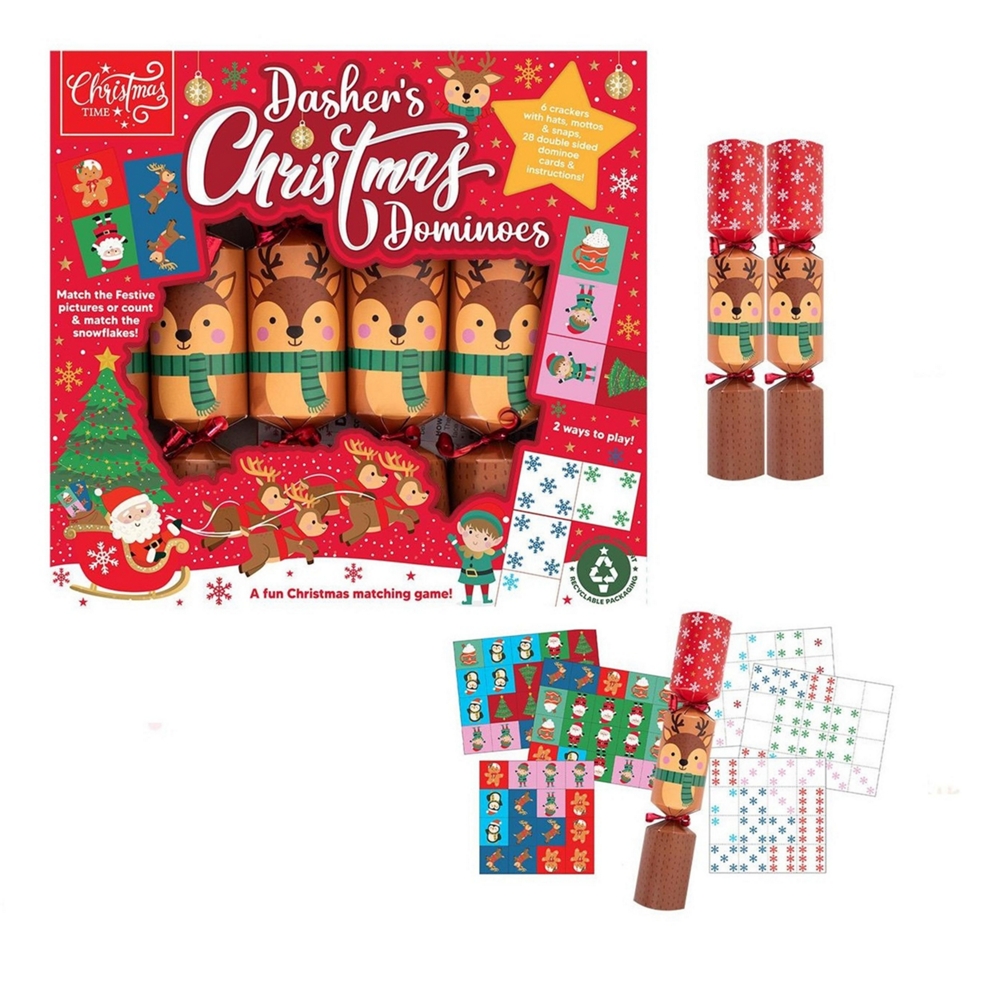 Christmas
TIME
Dasher's
Christmas
Dominoes
6 crackers
with hats, mottos
& snaps,
28 double sided
dominoe
cards &
instructions!
Match the Festive
pictures or count
& match the
snowflakes!
2 ways to play!
A fun Christmas matching game!
RECYCLABLE PACKAGING